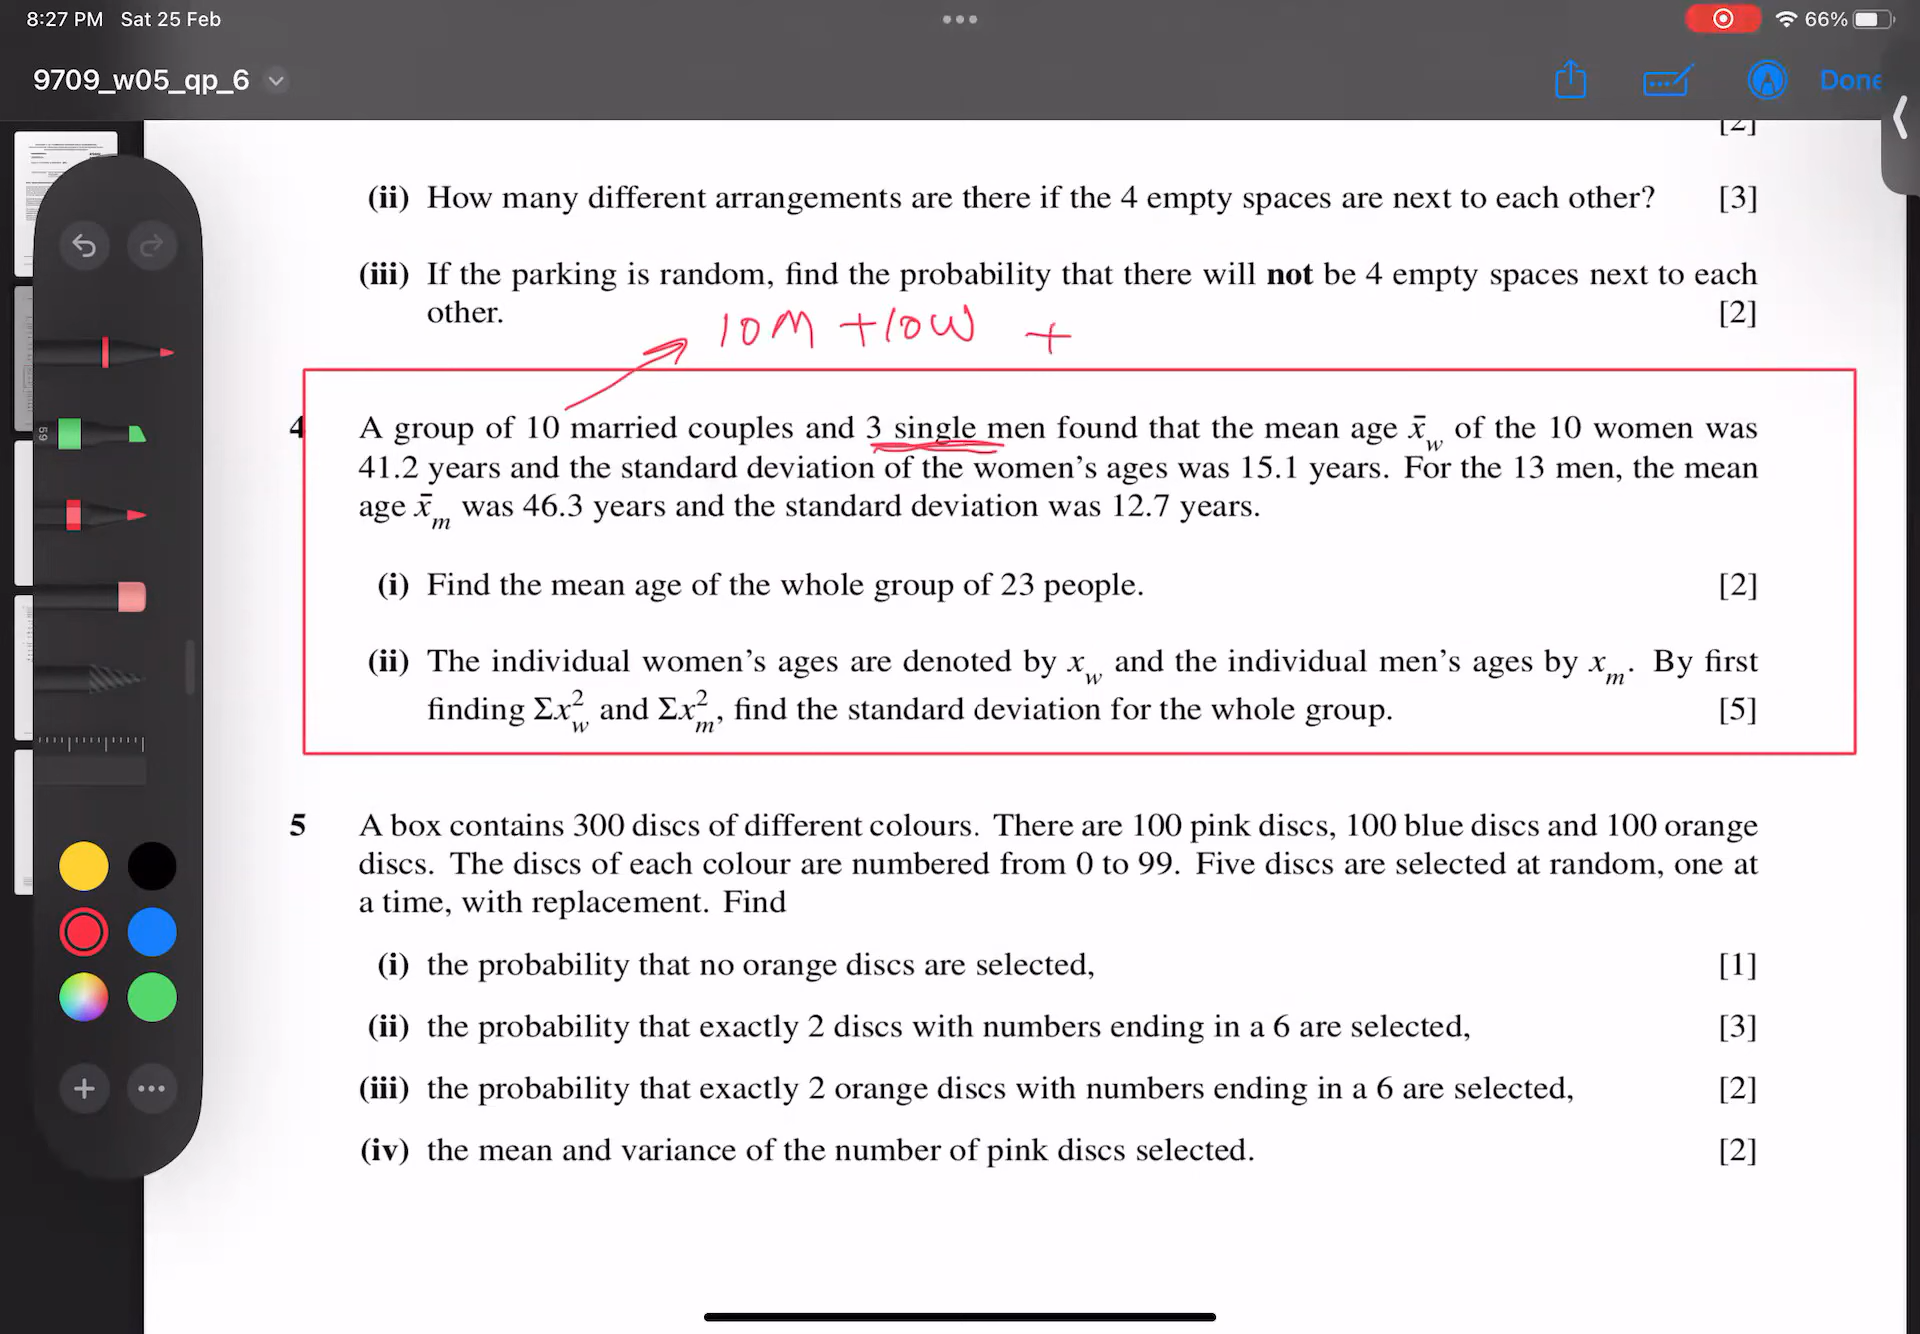 8:27 PM Sat 25 Feb
66%
9709_w05_qp_6
Done
[2]
(ii) How many different arrangements are there if the 4 empty spaces are next to each other? [3]
(iii) If the parking is random, find the probability that there will not be 4 empty spaces next to each
other. [2]
10M +10W +
4 A group of 10 married couples and 3 single men found that the mean age x̄w of the 10 women was
41.2 years and the standard deviation of the women’s ages was 15.1 years. For the 13 men, the mean
age x̄m was 46.3 years and the standard deviation was 12.7 years.
(i) Find the mean age of the whole group of 23 people. [2]
(ii) The individual women’s ages are denoted by xw and the individual men’s ages by xm. By first
finding Σx²w and Σx²m, find the standard deviation for the whole group. [5]
5 A box contains 300 discs of different colours. There are 100 pink discs, 100 blue discs and 100 orange
discs. The discs of each colour are numbered from 0 to 99. Five discs are selected at random, one at
a time, with replacement. Find
(i) the probability that no orange discs are selected, [1]
(ii) the probability that exactly 2 discs with numbers ending in a 6 are selected, [3]
(iii) the probability that exactly 2 orange discs with numbers ending in a 6 are selected, [2]
(iv) the mean and variance of the number of pink discs selected. [2]
59